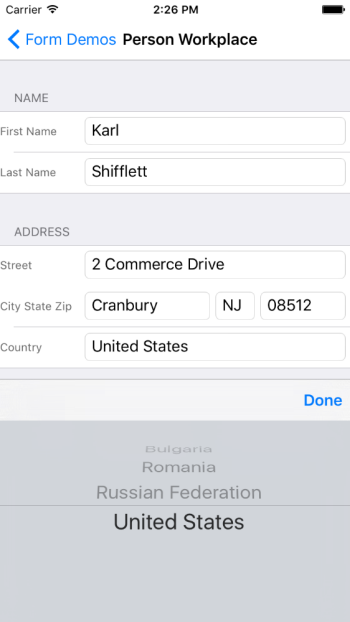 Carrier 2:26 PM
Form Demos Person Workplace
NAME
First Name Karl
Last Name Shifflett
ADDRESS
Street 2 Commerce Drive
City State Zip Cranbury NJ 08512
Country United States
Done
Bulgaria
Romania
Russian Federation
United States